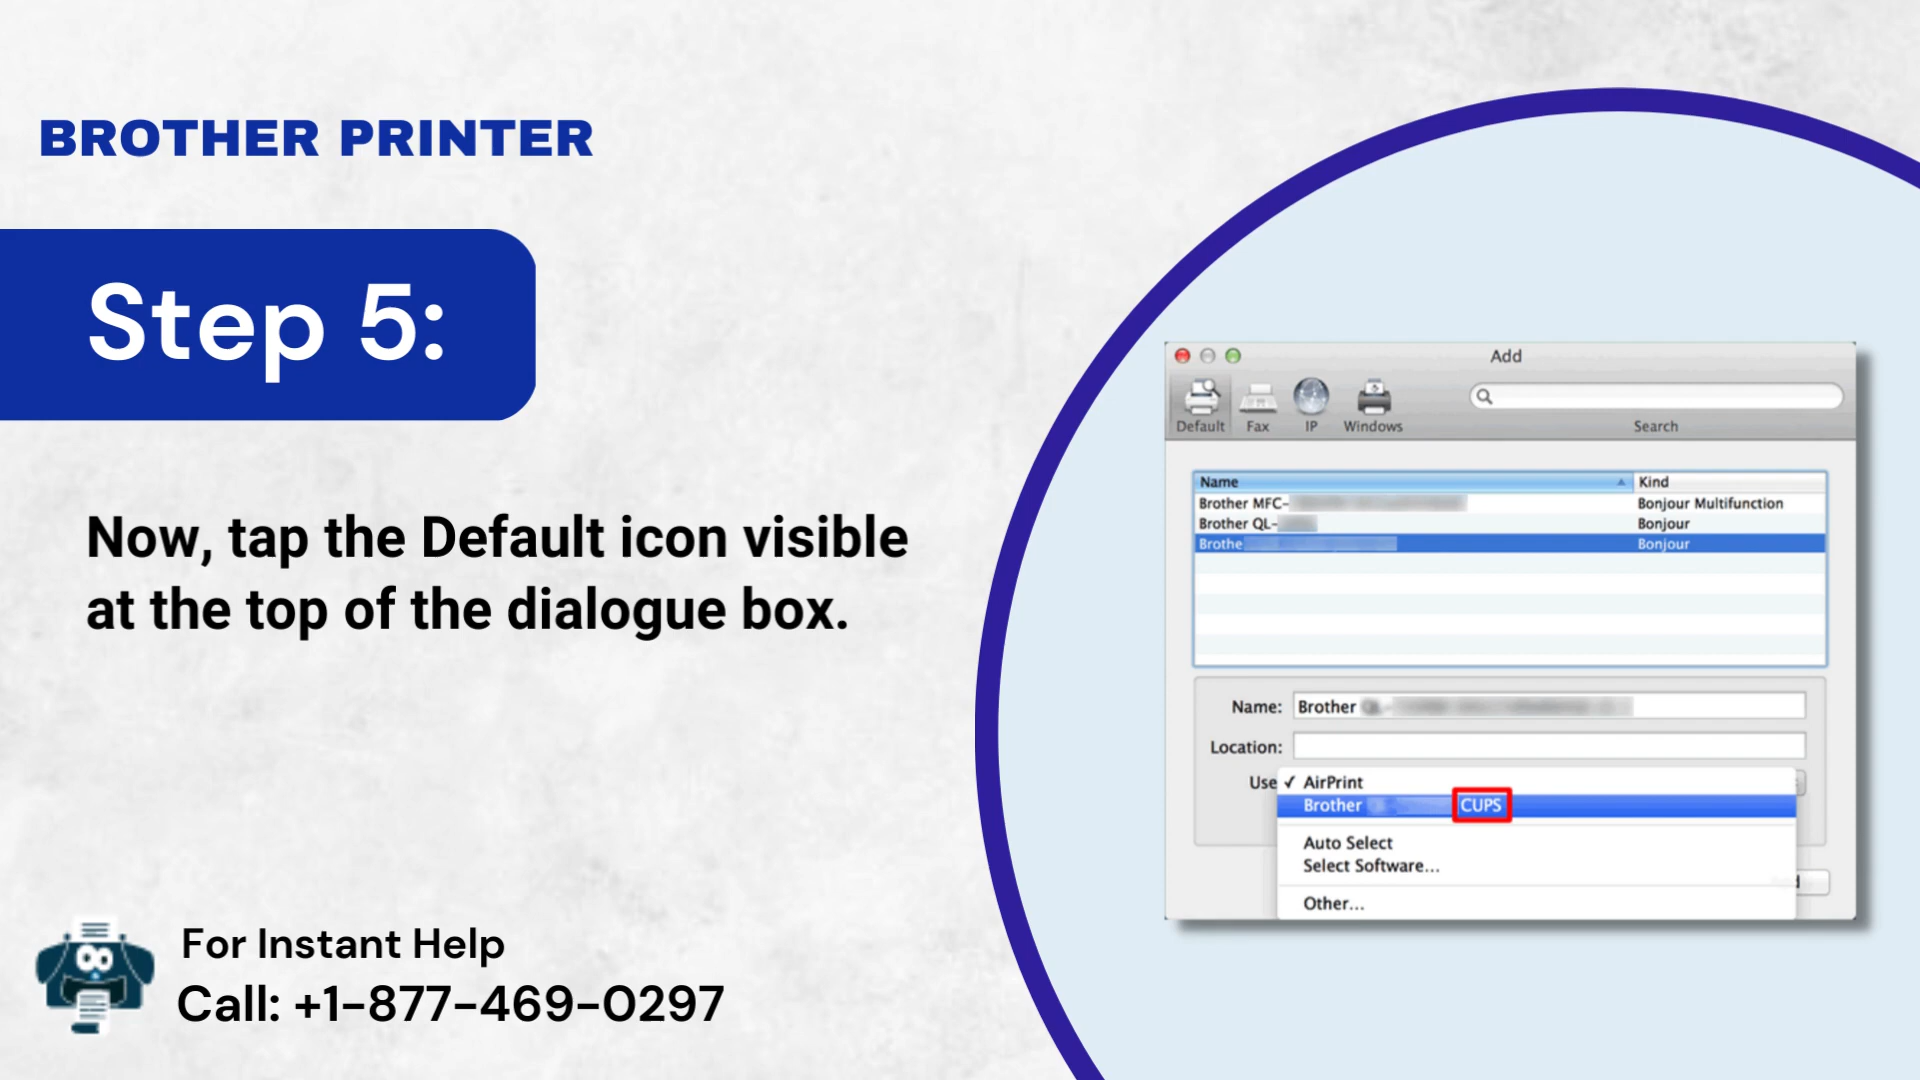 BROTHER PRINTER
Step 5:
Now, tap the Default icon visible
at the top of the dialogue box.
For Instant Help
Call: +1-877-469-0297
Add
Default Fax IP Windows
Search
Name Kind
Brother MFC- Bonjour Multifunction
Brother QL- Bonjour
Brothe Bonjour
Name: Brother
Location:
Use ✓ AirPrint
Brother CUPS
Auto Select
Select Software...
Other...